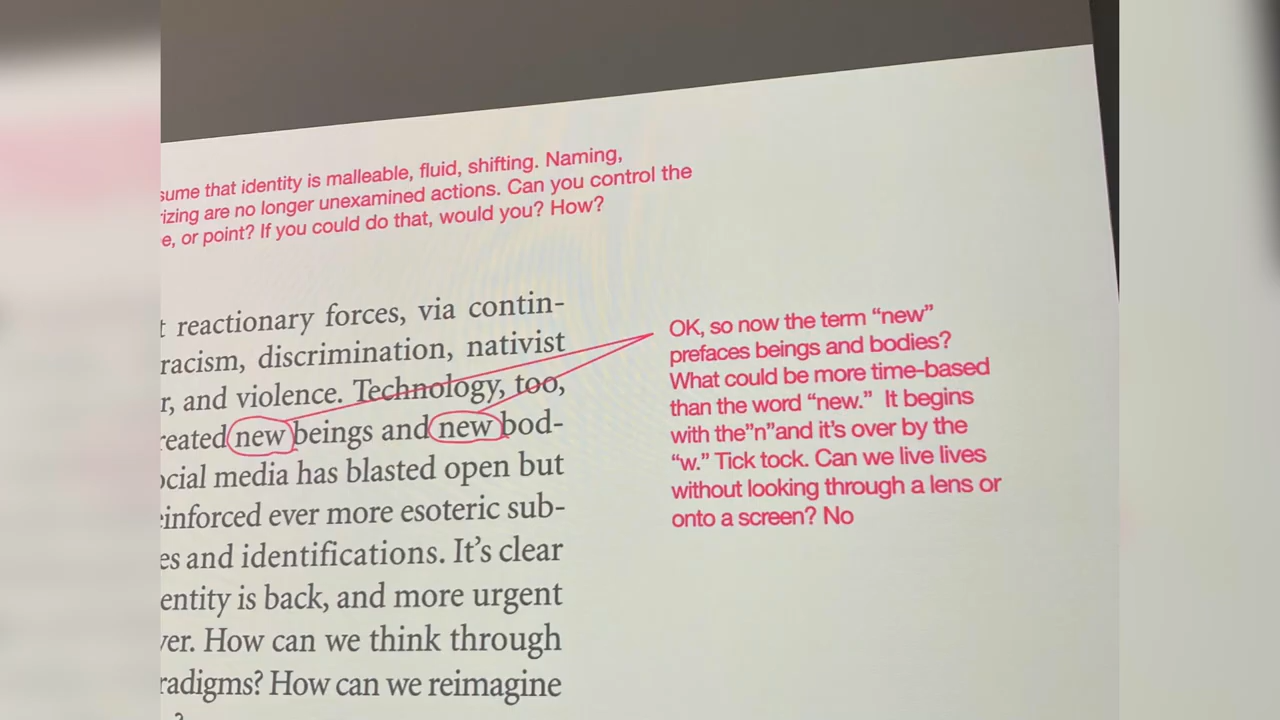 sume that identity is malleable, fluid, shifting. Naming,
rizing are no longer unexamined actions. Can you control the
e, or point? If you could do that, would you? How?
t reactionary forces, via contin-
racism, discrimination, nativist
r, and violence. Technology, too,
reated new beings and new bod-
ocial media has blasted open but
einforced ever more esoteric sub-
es and identifications. It’s clear
entity is back, and more urgent
ver. How can we think through
radigms? How can we reimagine
?
OK, so now the term “new”
prefaces beings and bodies?
What could be more time-based
than the word “new.” It begins
with the”n”and it’s over by the
“w.” Tick tock. Can we live lives
without looking through a lens or
onto a screen? No